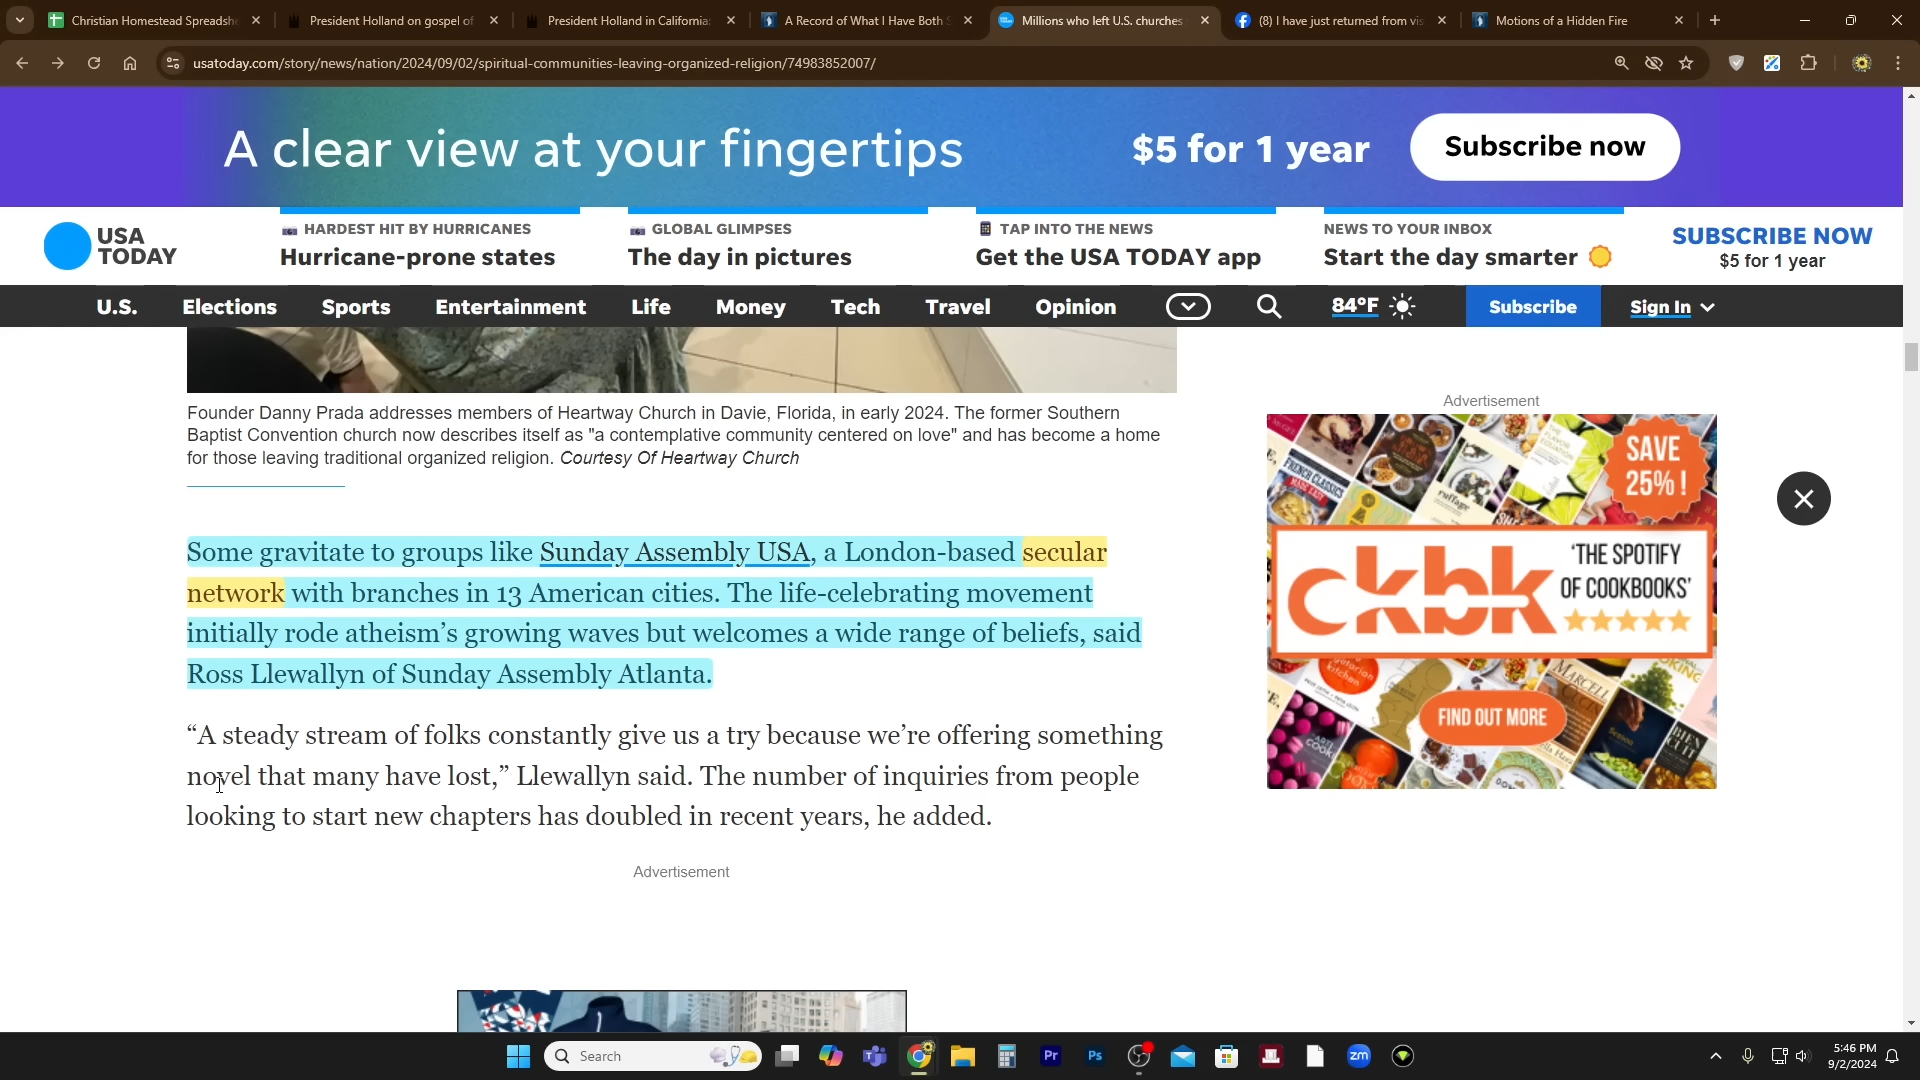 Christian Homestead Spreadshe
President Holland on gospel of
President Holland in California:
A Record of What I Have Both S
Millions who left U.S. churches
(8) I have just returned from vis
Motions of a Hidden Fire
usatoday.com/story/news/nation/2024/09/02/spiritual-communities-leaving-organized-religion/74983852007/
A clear view at your fingertips
$5 for 1 year
Subscribe now
USA
TODAY
HARDEST HIT BY HURRICANES
Hurricane-prone states
GLOBAL GLIMPSES
The day in pictures
TAP INTO THE NEWS
Get the USA TODAY app
NEWS TO YOUR INBOX
Start the day smarter
SUBSCRIBE NOW
$5 for 1 year
U.S. Elections Sports Entertainment Life Money Tech Travel Opinion 84°F Subscribe Sign In
Founder Danny Prada addresses members of Heartway Church in Davie, Florida, in early 2024. The former Southern
Baptist Convention church now describes itself as "a contemplative community centered on love" and has become a home
for those leaving traditional organized religion. Courtesy Of Heartway Church
Some gravitate to groups like Sunday Assembly USA, a London-based secular
network with branches in 13 American cities. The life-celebrating movement
initially rode atheism’s growing waves but welcomes a wide range of beliefs, said
Ross Llewallyn of Sunday Assembly Atlanta.
“A steady stream of folks constantly give us a try because we’re offering something
novel that many have lost,” Llewallyn said. The number of inquiries from people
looking to start new chapters has doubled in recent years, he added.
Advertisement
Advertisement
SAVE
25% !
FRENCH CLASSICS
MADE EASY
ruffage
ckbk
‘THE SPOTIFY
OF COOKBOOKS’
MARCELLA
CUCINA
FIND OUT MORE
Search
Pr
Ps
zm
5:46 PM
9/2/2024